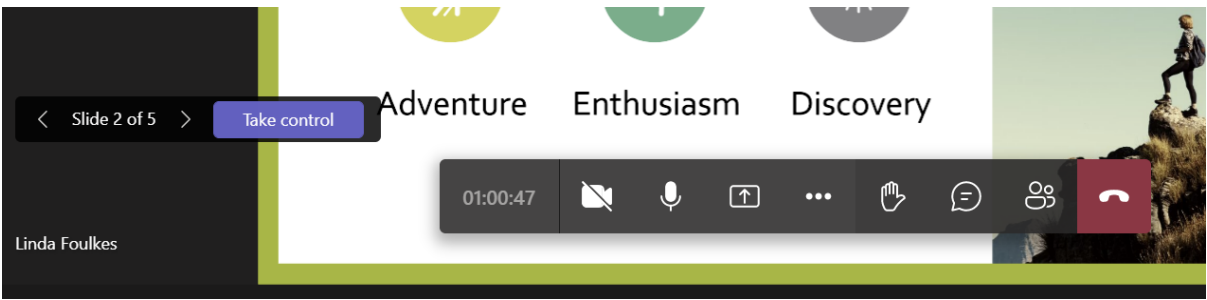 Adventure Enthusiasm Discovery
Slide 2 of 5 Take control
01:00:47
Linda Foulkes